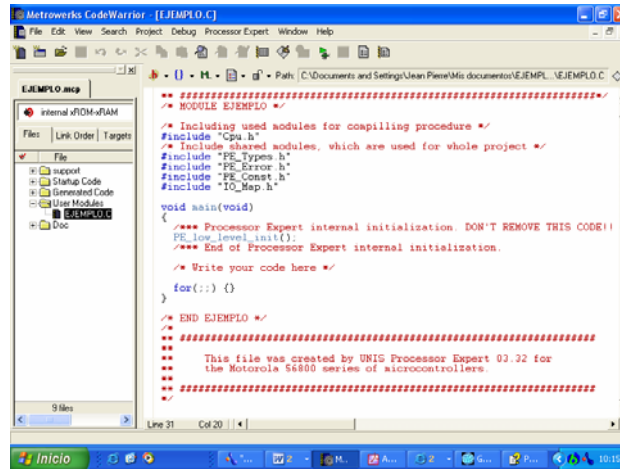 Metrowerks CodeWarrior - [EJEMPLO.C]
File Edit View Search Project Debug Processor Expert Window Help
Path: C:\Documents and Settings\Jean Pierre\Mis documentos\EJEMPL...\EJEMPLO.C
EJEMPLO.mcp
internal xROM-xRAM
Files Link Order Targets
File
support
Startup Code
Generated Code
User Modules
EJEMPLO.C
Doc
9 files
** ###################################################################*/
/* MODULE EJEMPLO */
/* Including used modules for compilling procedure */
#include "Cpu.h"
/* Include shared modules, which are used for whole project */
#include "PE_Types.h"
#include "PE_Error.h"
#include "PE_Const.h"
#include "IO_Map.h"
void main(void)
{
/*** Processor Expert internal initialization. DON'T REMOVE THIS CODE!!
PE_low_level_init();
/*** End of Processor Expert internal initialization.
/* Write your code here */
for(;;) {}
}
/* END EJEMPLO */
/*
** ###################################################################
**
** This file was created by UNIS Processor Expert 03.32 for
** the Motorola 56800 series of microcontrollers.
**
** ###################################################################
*/
Line 31 Col 20
Inicio
2
M..
A...
2
G...
P...
10:15